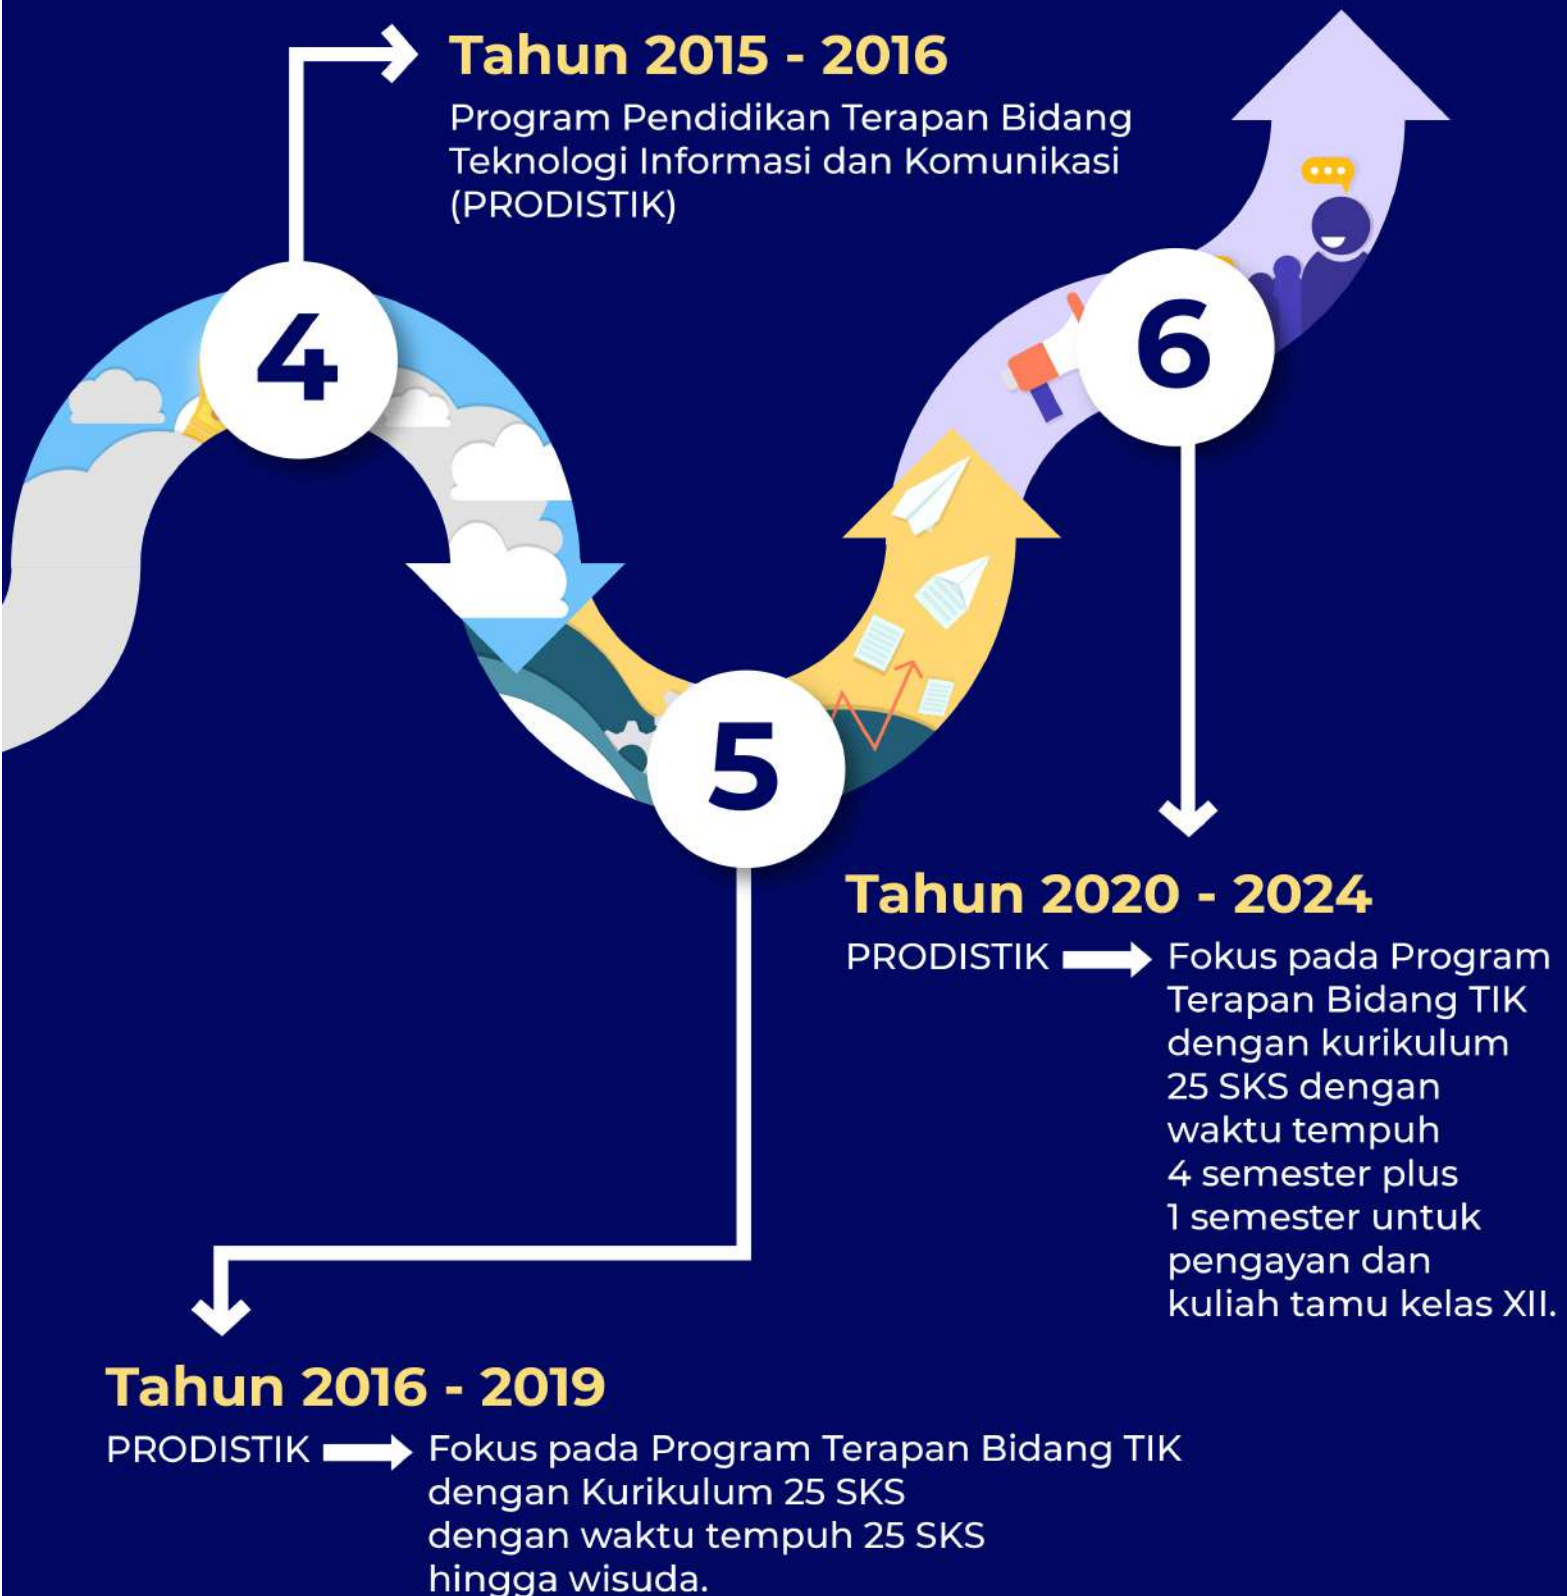 Tahun 2015 - 2016
Program Pendidikan Terapan Bidang
Teknologi Informasi dan Komunikasi
(PRODISTIK)
4
6
5
Tahun 2020 - 2024
PRODISTIK Fokus pada Program
Terapan Bidang TIK
dengan kurikulum
25 SKS dengan
waktu tempuh
4 semester plus
1 semester untuk
pengayan dan
kuliah tamu kelas XII.
Tahun 2016 - 2019
PRODISTIK Fokus pada Program Terapan Bidang TIK
dengan Kurikulum 25 SKS
dengan waktu tempuh 25 SKS
hingga wisuda.